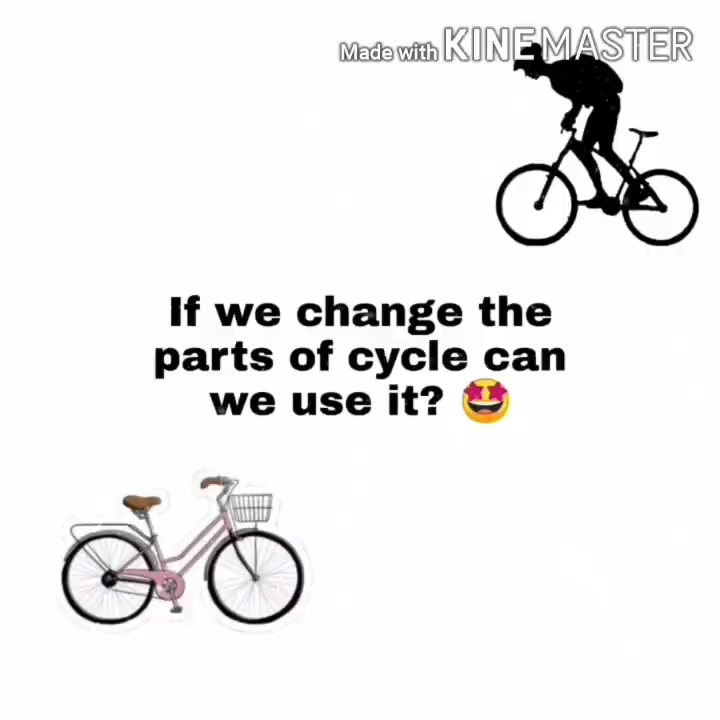 Made with KINEMASTER
If we change the
parts of cycle can
we use it? 🤩